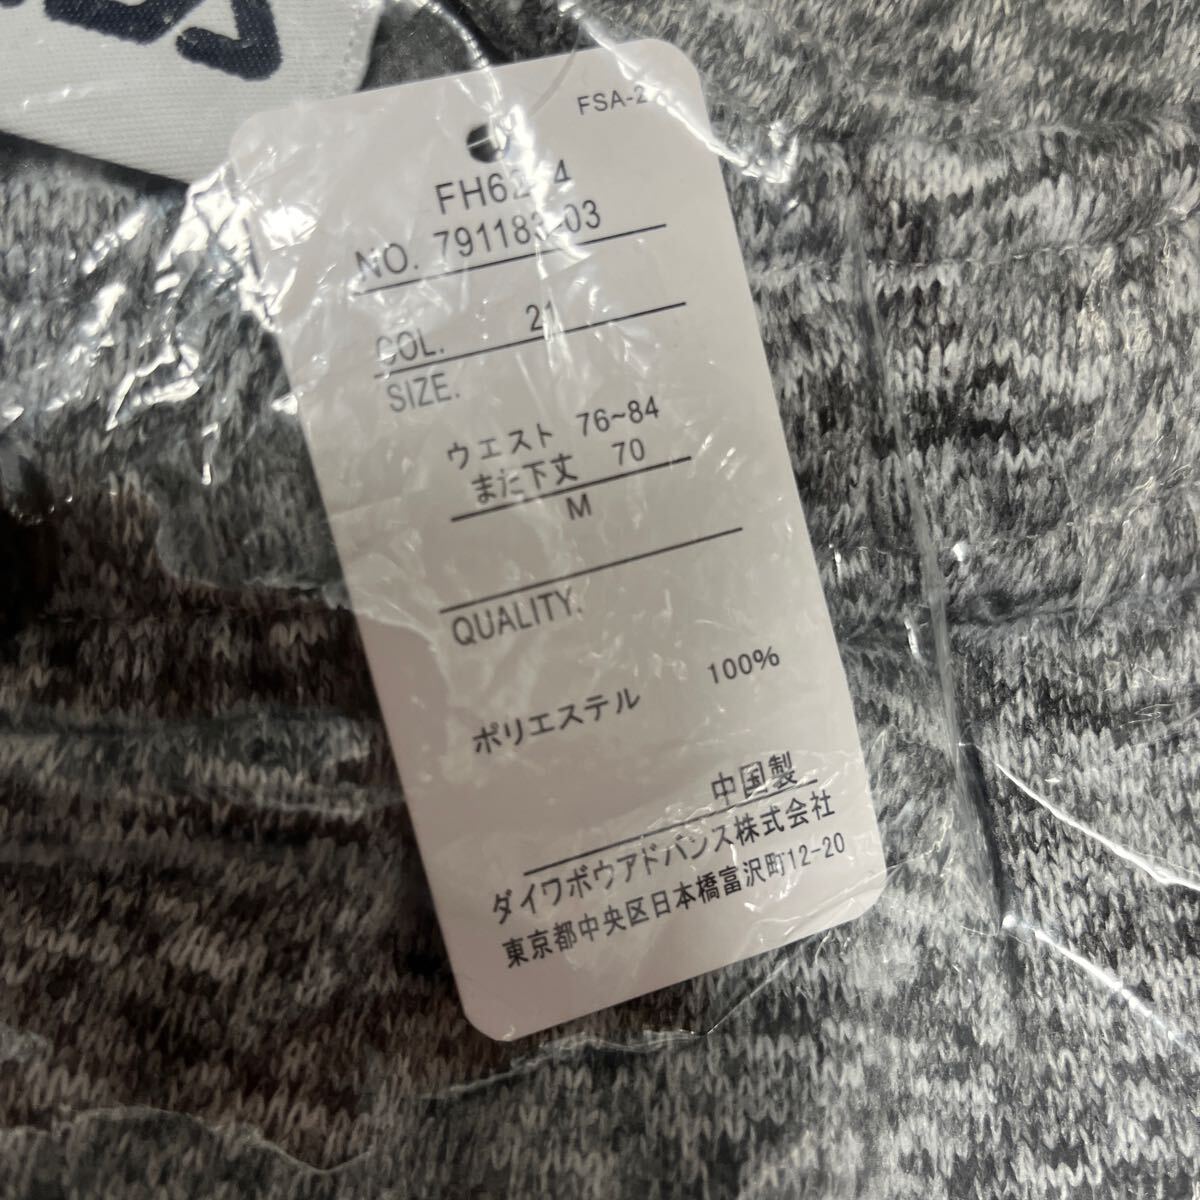 FSA-2
NO. 791183-03
COL. 21
SIZE.
ウエスト 76~84
また下丈 70
M
QUALITY.
ポリエステル 100%
中国製
ダイワボウアドバンス株式会社
東京都中央区日本橋富沢町12-20